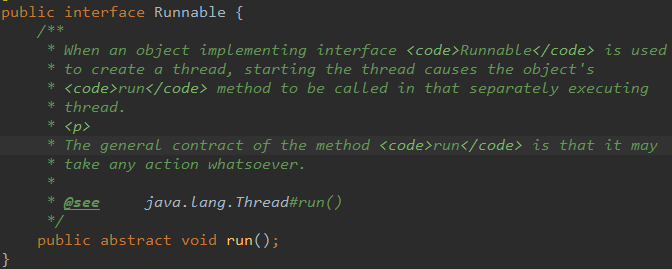 public interface Runnable {
/**
* When an object implementing interface <code>Runnable</code> is used
* to create a thread, starting the thread causes the object's
* <code>run</code> method to be called in that separately executing
* thread.
* <p>
* The general contract of the method <code>run</code> is that it may
* take any action whatsoever.
*
* @see     java.lang.Thread#run()
*/
public abstract void run();
}